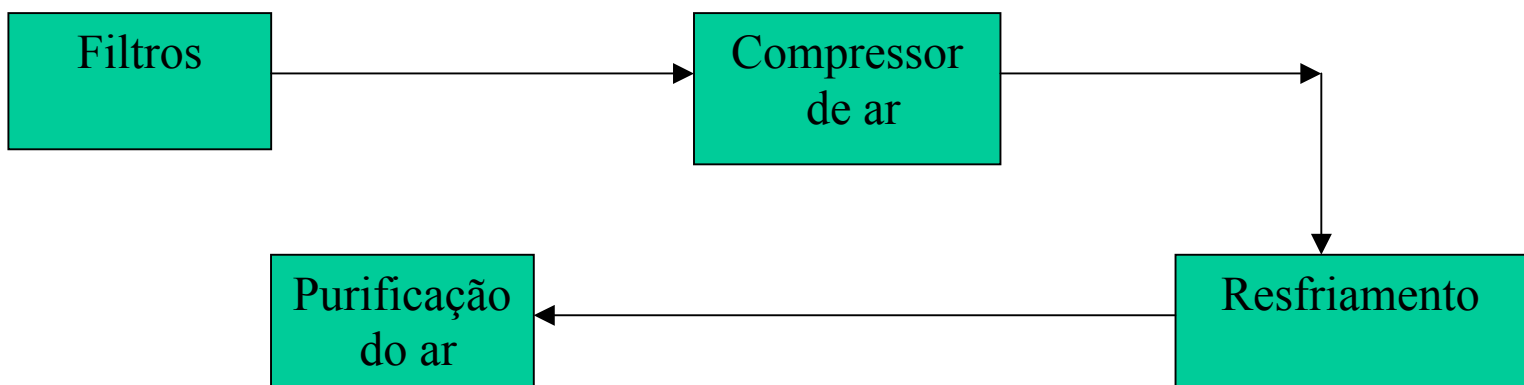 Filtros
Compressor
de ar
Resfriamento
Purificação
do ar